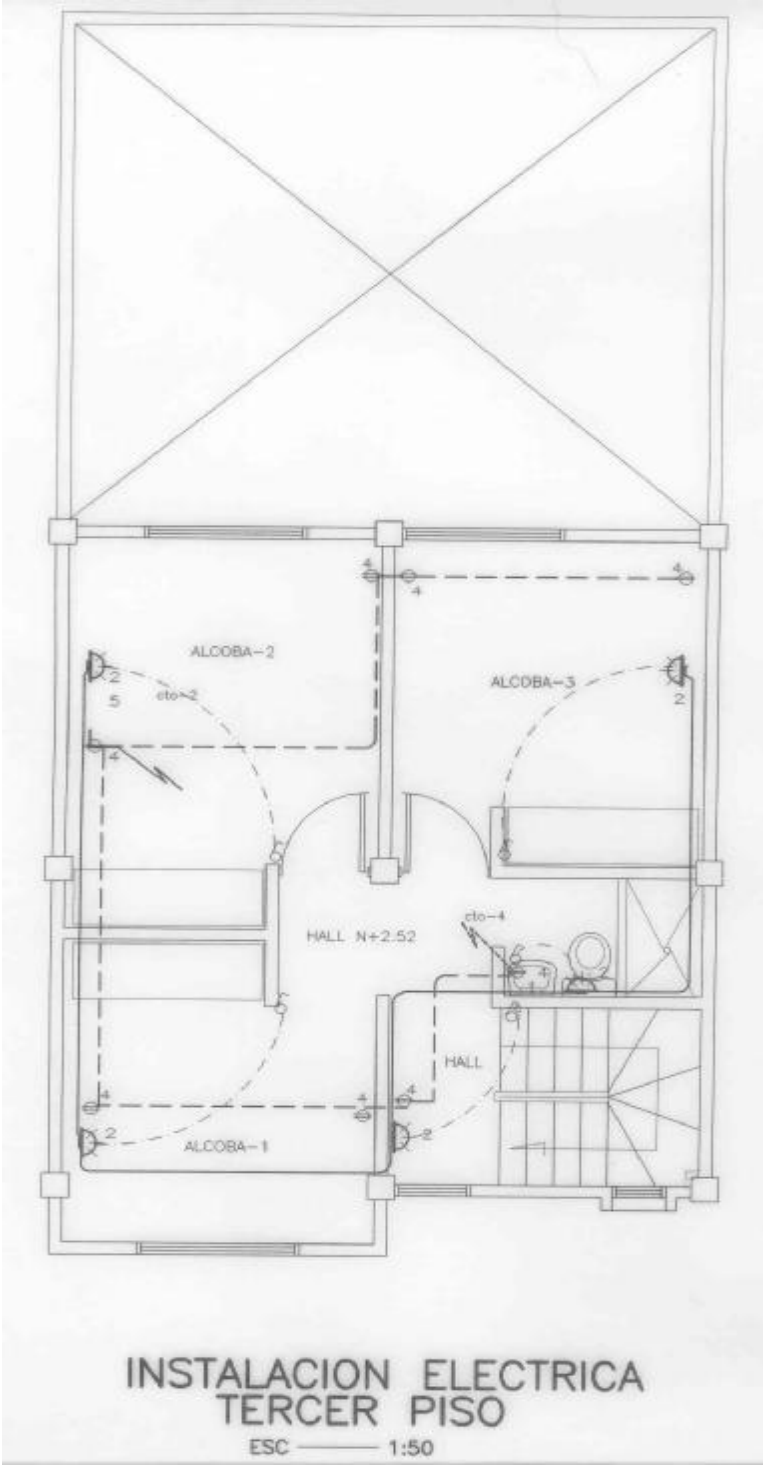 4
4
4
ALCOBA-2
2
5
cto-2
ALCOBA-3
2
4
S
S
cto-4
HALL N+2.52
S
4
S
S
HALL
4
4
4
2
2
ALCOBA-1
INSTALACION ELECTRICA
TERCER PISO
ESC 1:50